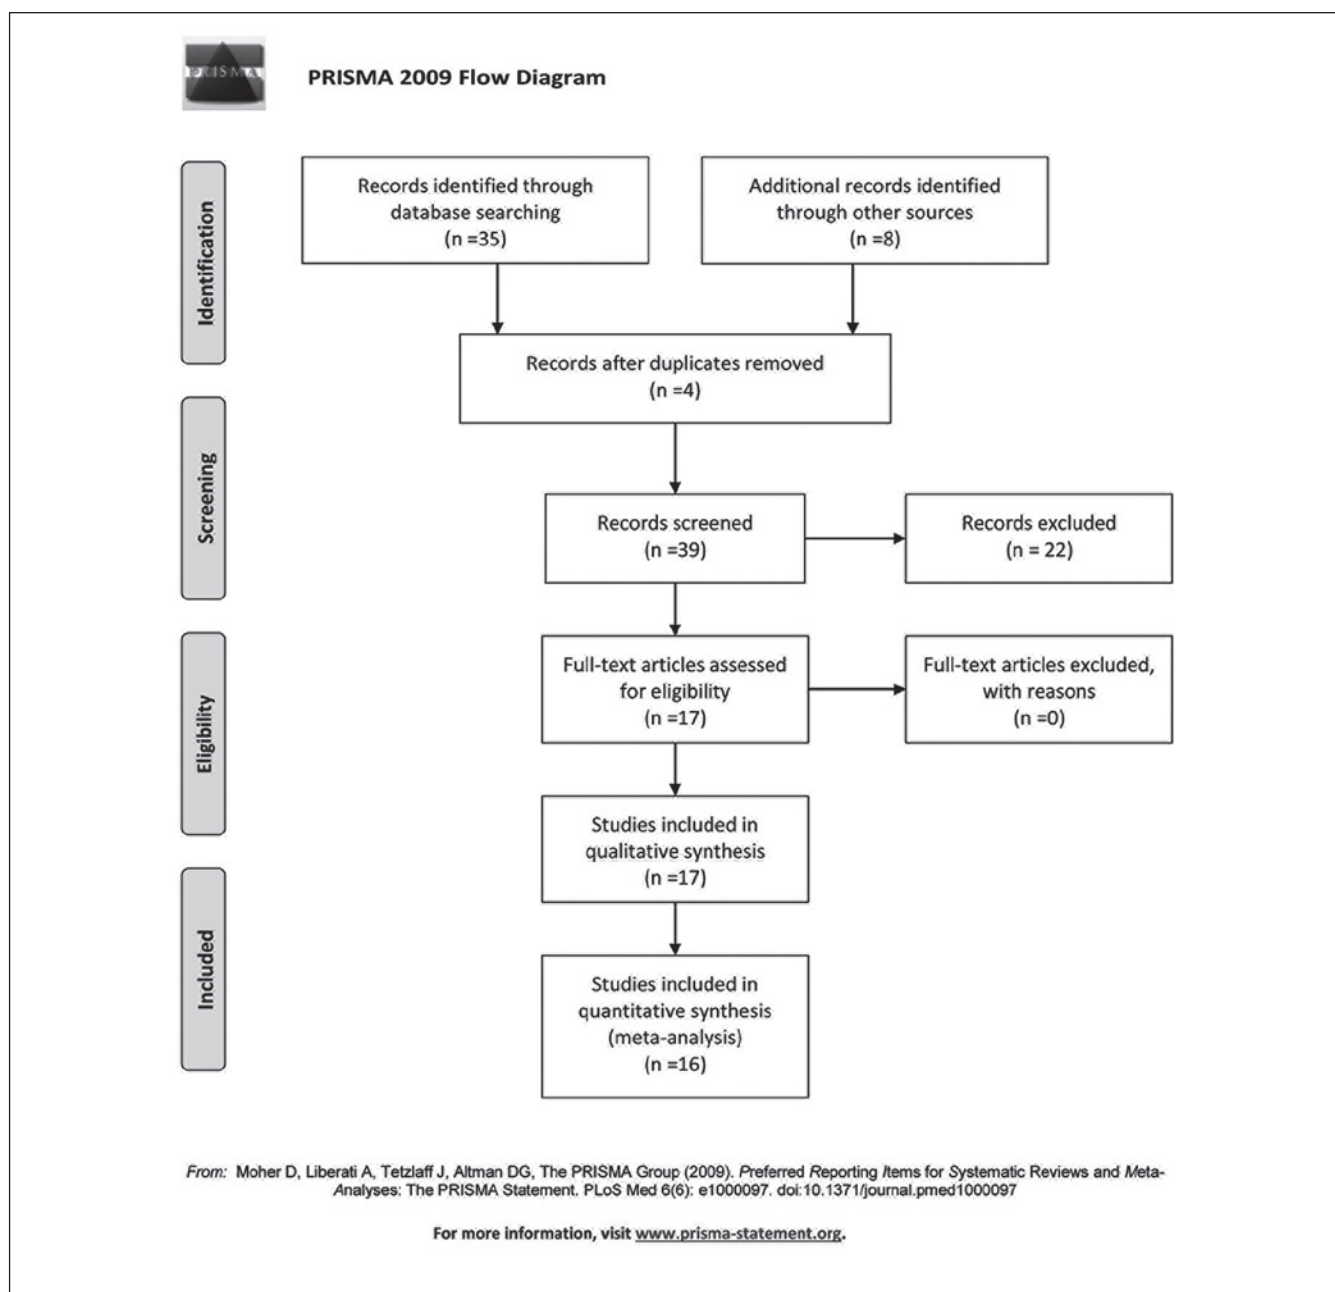 PRISMA
PRISMA 2009 Flow Diagram
Identification
Records identified through
database searching
(n =35)
Additional records identified
through other sources
(n =8)
Records after duplicates removed
(n =4)
Screening
Records screened
(n =39)
Records excluded
(n = 22)
Eligibility
Full-text articles assessed
for eligibility
(n =17)
Full-text articles excluded,
with reasons
(n =0)
Studies included in
qualitative synthesis
(n =17)
Included
Studies included in
quantitative synthesis
(meta-analysis)
(n =16)
From: Moher D, Liberati A, Tetzlaff J, Altman DG, The PRISMA Group (2009). Preferred Reporting Items for Systematic Reviews and Meta-
Analyses: The PRISMA Statement. PLoS Med 6(6): e1000097. doi:10.1371/journal.pmed1000097
For more information, visit www.prisma-statement.org.